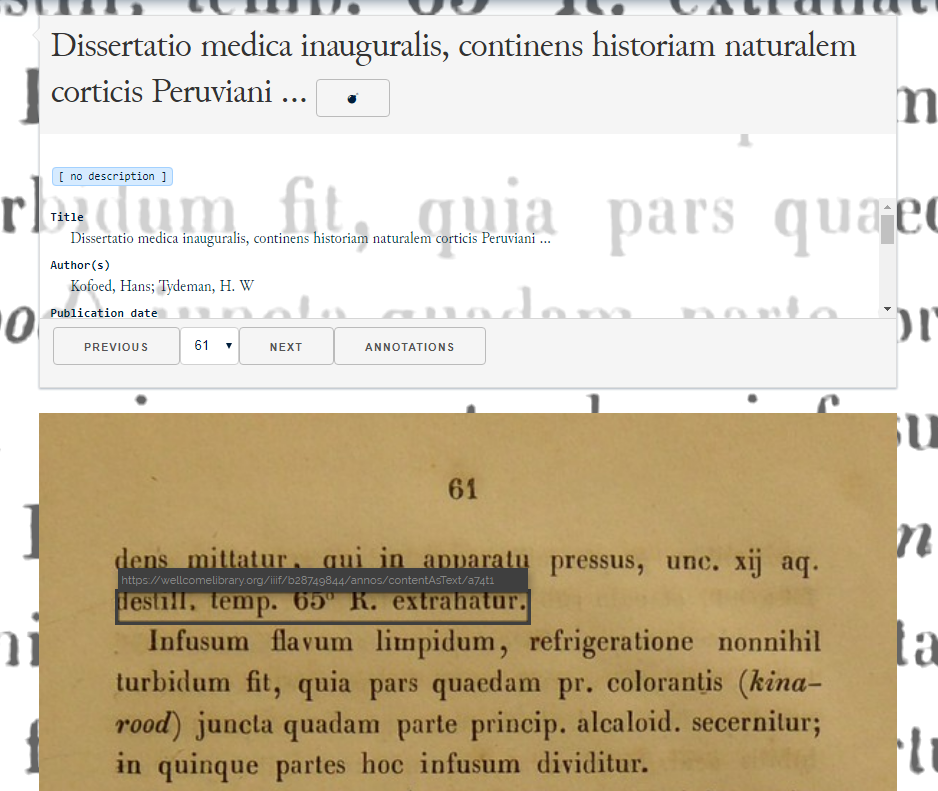 Dissertatio medica inauguralis, continens historiam naturalem
corticis Peruviani ...
[ no description ]
Title
Dissertatio medica inauguralis, continens historiam naturalem corticis Peruviani ...
Author(s)
Kofoed, Hans; Tydeman, H. W
Publication date
PREVIOUS 61 NEXT ANNOTATIONS
61
dens mittatur, qui in apparatu pressus, unc. xij aq.
https://wellcomelibrary.org/iiif/b28749844/annos/contentAsText/a74t1
destill. temp. 65° R. extrahatur.
Infusum flavum limpidum, refrigeratione nonnihil
turbidum fit, quia pars quaedam pr. colorantis (kina-
rood) juncta quadam parte princip. alcaloid. secernitur;
in quinque partes hoc infusum dividitur.